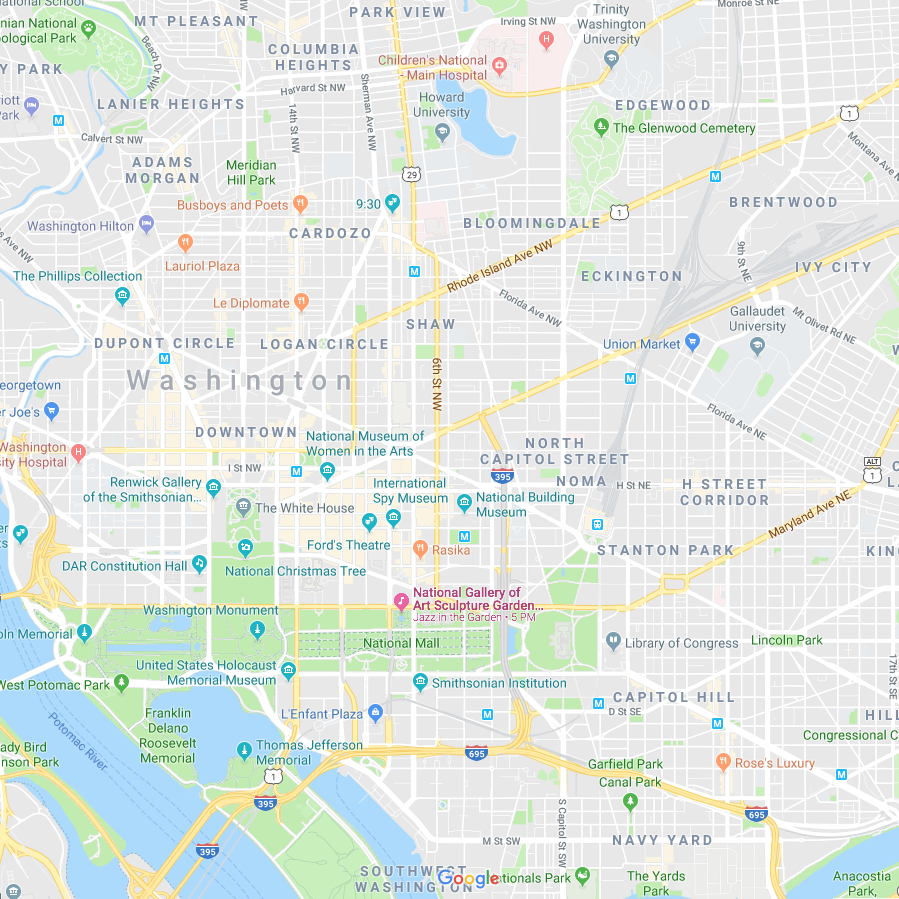 PARK VIEW
Irving St NW
Trinity
Washington
University
Monroe St NE
MT PLEASANT
National
Zoological Park
Beach Dr NW
COLUMBIA
HEIGHTS
Children's National
- Main Hospital
Harvard St NW
Sherman Ave NW
14th St NW
LANIER HEIGHTS
Howard
University
EDGEWOOD
The Glenwood Cemetery
1
Park
Calvert St NW
ADAMS
MORGAN
Meridian
Hill Park
29
Montana Ave NE
Busboys and Poets
9:30
BRENTWOOD
Washington Hilton
CARDOZO
BLOOMINGDALE
1
Lauriol Plaza
Rhode Island Ave NW
9th St NE
The Phillips Collection
ECKINGTON
IVY CITY
Le Diplomate
Florida Ave NW
SHAW
Gallaudet
University
Mt Olivet Rd NE
DUPONT CIRCLE
LOGAN CIRCLE
Union Market
Washington
6th St NW
eorgetown
er Joe's
Florida Ave NE
DOWNTOWN
National Museum of
Women in the Arts
NORTH
CAPITOL STREET
Washington
sity Hospital
I St NW
395
NOMA
H St NE
H STREET
CORRIDOR
ALT
1
Renwick Gallery
of the Smithsonian...
International
Spy Museum
National Building
Museum
The White House
Maryland Ave NE
Ford's Theatre
Rasika
STANTON PARK
KIN
DAR Constitution Hall
National Christmas Tree
National Gallery of
Art Sculpture Garden...
Jazz in the Garden • 5 PM
Washington Monument
oln Memorial
National Mall
Library of Congress
Lincoln Park
United States Holocaust
Memorial Museum
17th St SE
West Potomac Park
Smithsonian Institution
CAPITOL HILL
D St SE
L'Enfant Plaza
HILL
Congressional C
Franklin
Delano
Roosevelt
Memorial
Potomac River
ady Bird
nson Park
Thomas Jefferson
Memorial
695
1
Garfield Park
Canal Park
Rose's Luxury
395
695
M St SW
S Capitol St SW
NAVY YARD
395
SOUTHWEST
WASHINGTON
Google
ationals Park
The Yards
Park
Anacostia
Park,